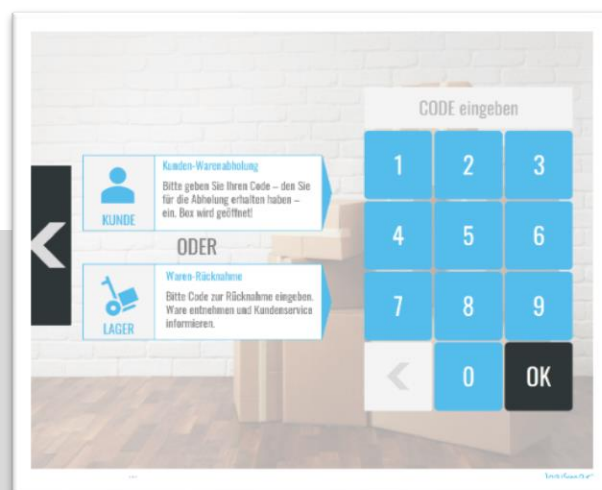 CODE eingeben
Kunden-Warenabholung
Bitte geben Sie Ihren Code – den Sie
für die Abholung erhalten haben –
ein. Box wird geöffnet!
KUNDE
ODER
Waren-Rücknahme
Bitte Code zur Rücknahme eingeben.
Ware entnehmen und Kundenservice
informieren.
LAGER
1 2 3
4 5 6
7 8 9
0 OK